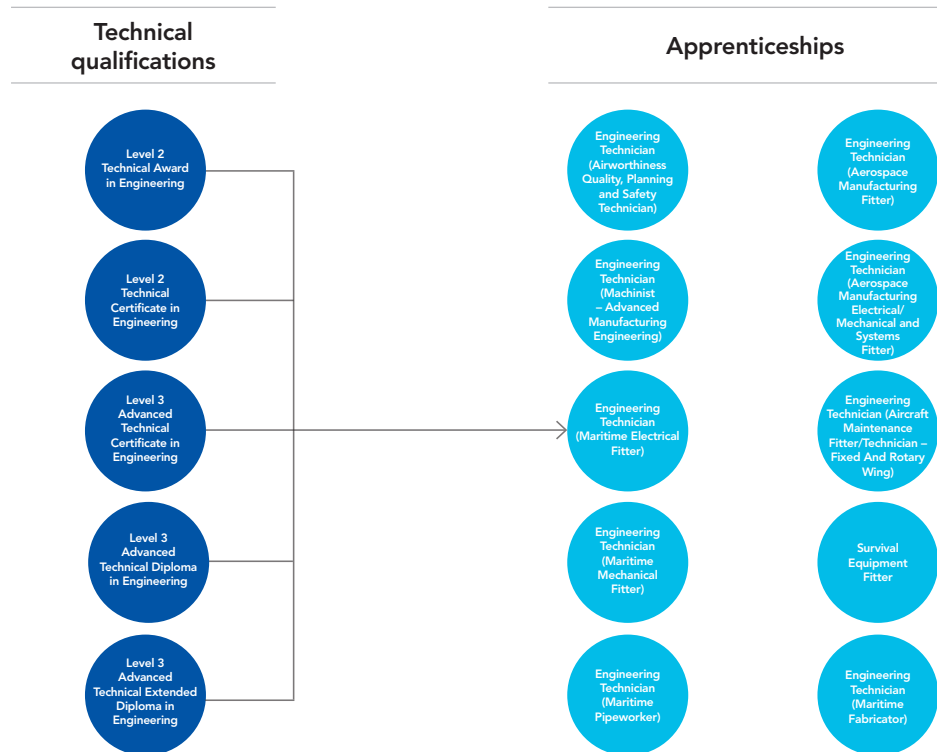 Technical
qualifications
Apprenticeships
Level 2
Technical Award
in Engineering
Engineering
Technician
(Airworthiness
Quality, Planning
and Safety
Technician)
Engineering
Technician
(Aerospace
Manufacturing
Fitter)
Level 2
Technical
Certificate in
Engineering
Engineering
Technician
(Machinist
– Advanced
Manufacturing
Engineering)
Engineering
Technician
(Aerospace
Manufacturing
Electrical/
Mechanical and
Systems
Fitter)
Level 3
Advanced
Technical
Certificate in
Engineering
Engineering
Technician
(Maritime Electrical
Fitter)
Engineering
Technician (Aircraft
Maintenance
Fitter/Technician –
Fixed And Rotary
Wing)
Level 3
Advanced
Technical Diploma
in Engineering
Engineering
Technician
(Maritime
Mechanical
Fitter)
Survival
Equipment
Fitter
Level 3
Advanced
Technical Extended
Diploma in
Engineering
Engineering
Technician
(Maritime
Pipeworker)
Engineering
Technician
(Maritime
Fabricator)